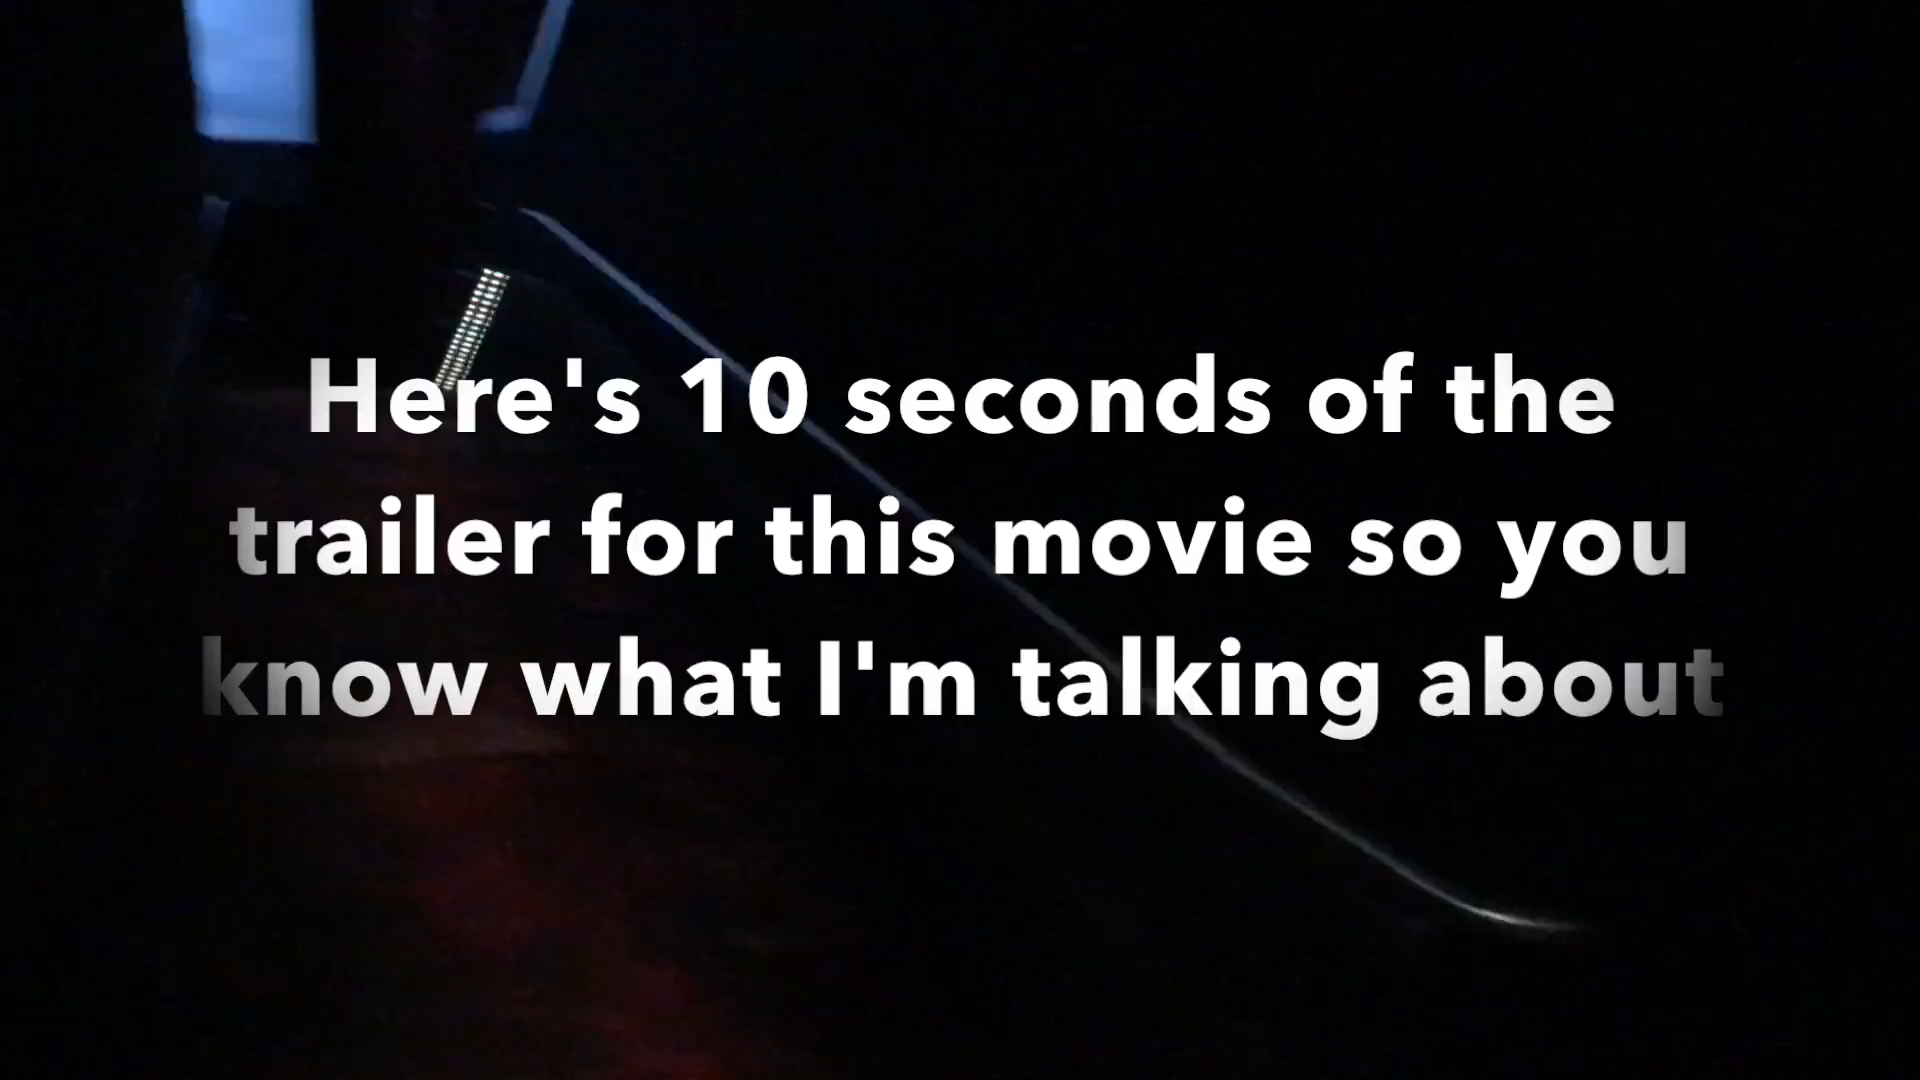 Here's 10 seconds of the
trailer for this movie so you
know what I'm talking about